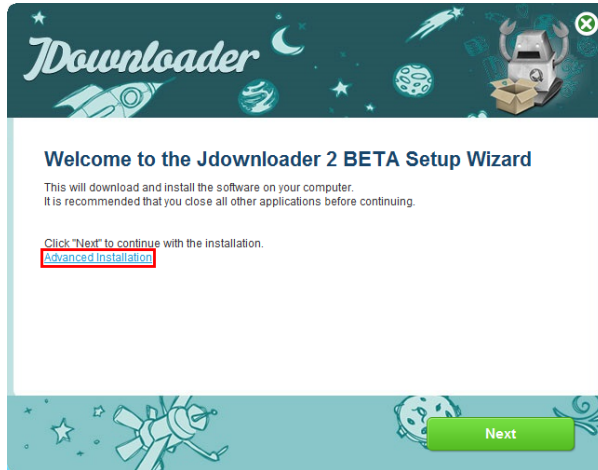 JDownloader
Welcome to the Jdownloader 2 BETA Setup Wizard
This will download and install the software on your computer.
It is recommended that you close all other applications before continuing.
Click "Next" to continue with the installation.
Advanced Installation
Next